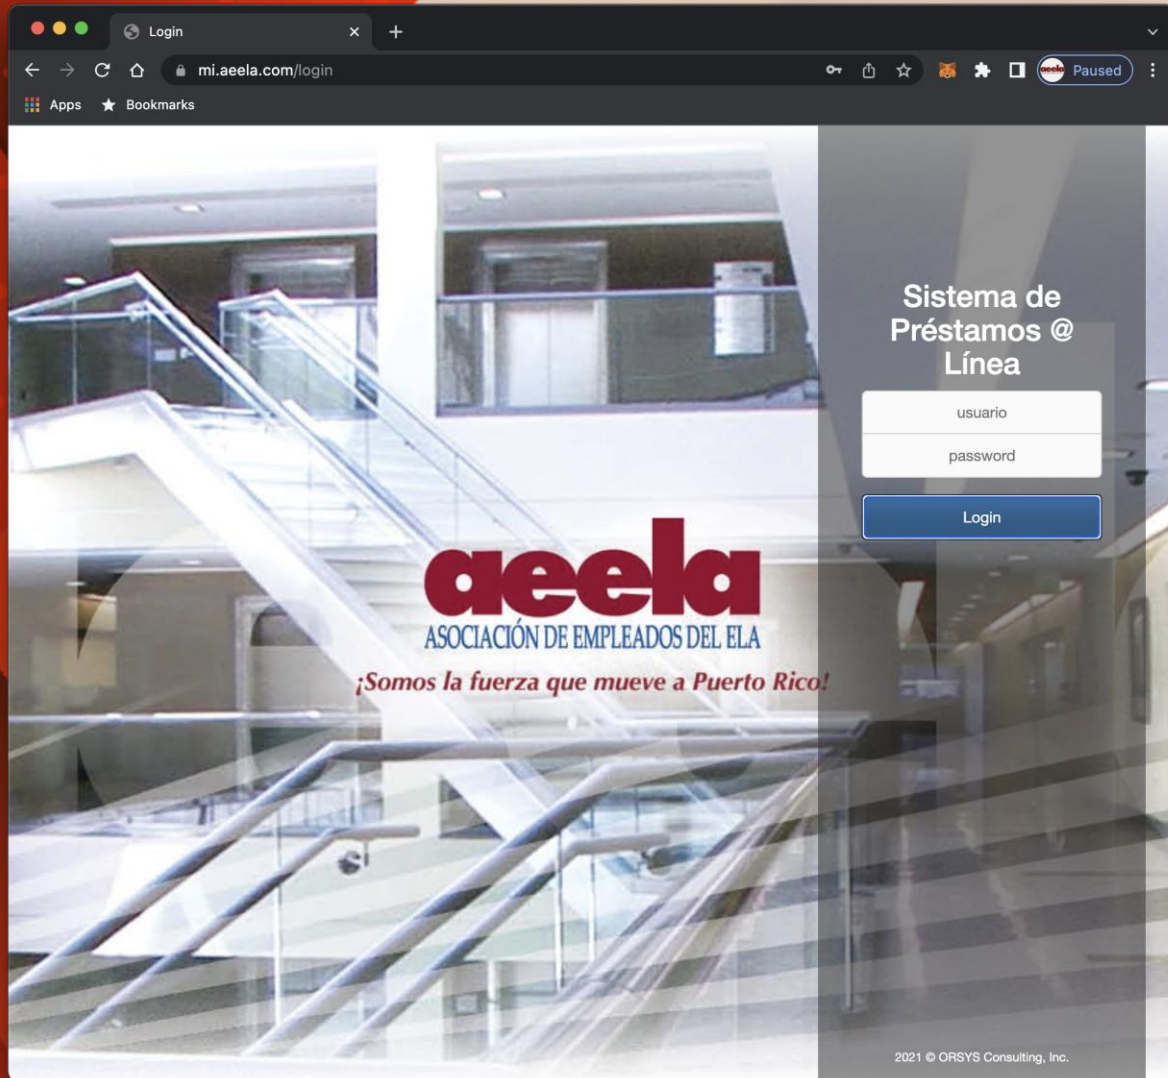 Login
mi.aeela.com/login
aeela
Paused
Apps
Bookmarks
Sistema de
Préstamos @
Línea
usuario
password
Login
aeela
ASOCIACIÓN DE EMPLEADOS DEL ELA
¡Somos la fuerza que mueve a Puerto Rico!
2021 © ORSYS Consulting, Inc.